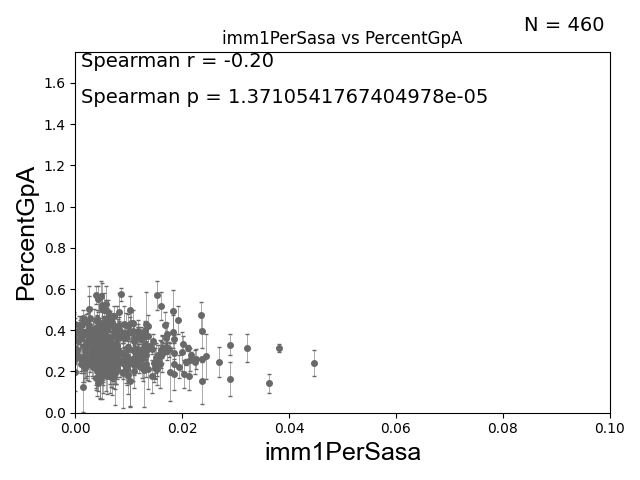 N = 460
imm1PerSasa vs PercentGpA
Spearman r = -0.20
Spearman p = 1.3710541767404978e-05
PercentGpA
1.6
1.4
1.2
1.0
0.8
0.6
0.4
0.2
0.0
0.00 0.02 0.04 0.06 0.08 0.10
imm1PerSasa